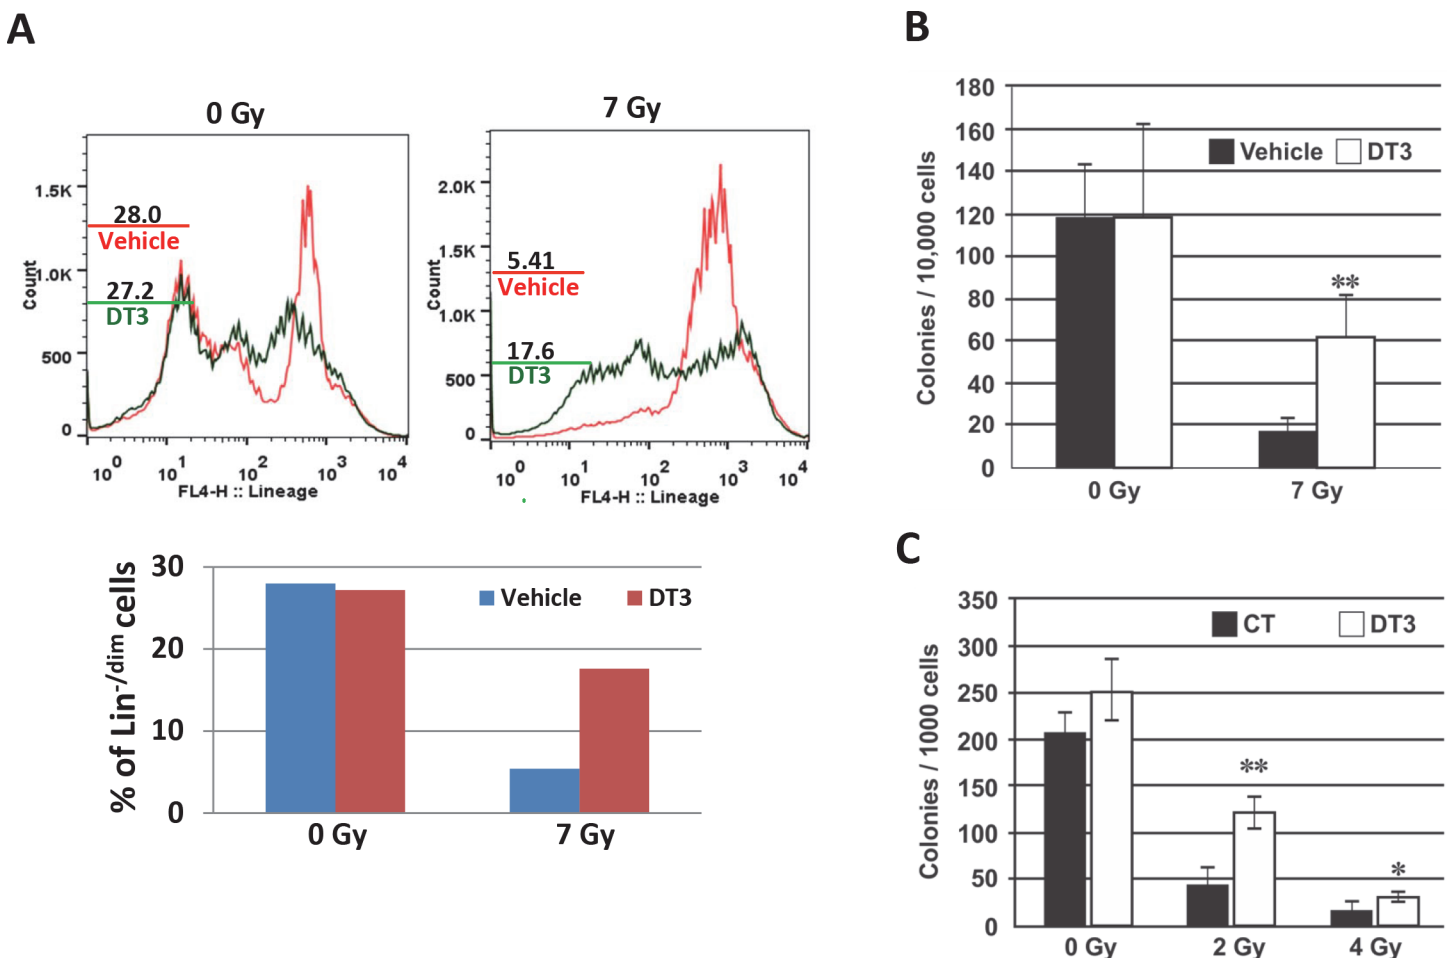 A
0 Gy
1.5K
1.0K
500
0
Count
28.0
Vehicle
27.2
DT3
10^0 10^1 10^2 10^3 10^4
FL4-H :: Lineage
7 Gy
2.0K
1.5K
1.0K
500
0
Count
5.41
Vehicle
17.6
DT3
10^0 10^1 10^2 10^3 10^4
FL4-H :: Lineage
% of Lin-/dim cells
30
20
10
0
Vehicle DT3
0 Gy 7 Gy
B
Colonies / 10,000 cells
180
160
140
120
100
80
60
40
20
0
Vehicle DT3
**
0 Gy 7 Gy
C
Colonies / 1000 cells
350
300
250
200
150
100
50
0
CT DT3
**
*
0 Gy 2 Gy 4 Gy